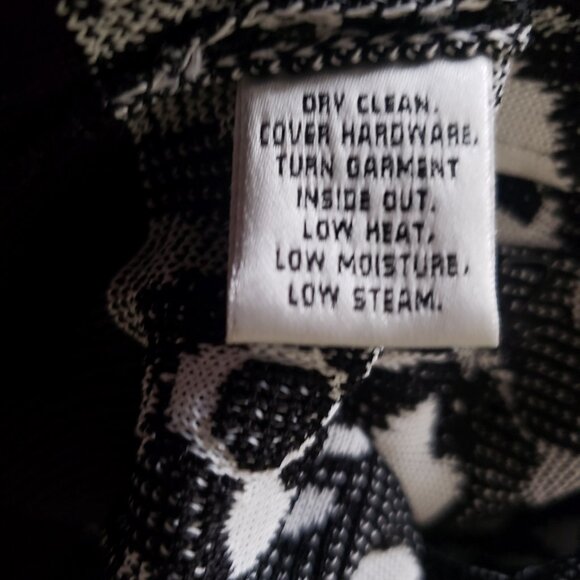 DRY CLEAN.
COVER HARDWARE.
TURN GARMENT
INSIDE OUT.
LOW HEAT.
LOW MOISTURE.
LOW STEAM.